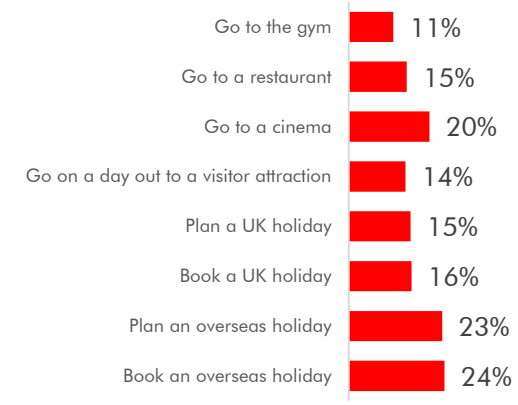 Go to the gym 11%
Go to a restaurant 15%
Go to a cinema 20%
Go on a day out to a visitor attraction 14%
Plan a UK holiday 15%
Book a UK holiday 16%
Plan an overseas holiday 23%
Book an overseas holiday 24%